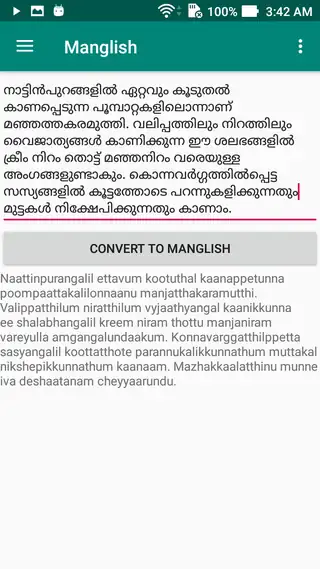 100% 3:42 AM
Manglish
നാട്ടിൻപുറങ്ങളിൽ ഏറ്റവും കൂടുതൽ
കാണപ്പെടുന്ന പൂമ്പാറ്റകളിലൊന്നാണ്
മഞ്ഞത്തകരമുത്തി. വലിപ്പത്തിലും നിറത്തിലും
വൈജാത്യങ്ങൾ കാണിക്കുന്ന ഈ ശലഭങ്ങളിൽ
ക്രീം നിറം തൊട്ട് മഞ്ഞനിറം വരെയുള്ള
അംഗങ്ങളുണ്ടാകും. കൊന്നവർഗ്ഗത്തിൽപ്പെട്ട
സസ്യങ്ങളിൽ കൂട്ടത്തോടെ പറന്നുകളിക്കുന്നതും
മുട്ടകൾ നിക്ഷേപിക്കുന്നതും കാണാം.
CONVERT TO MANGLISH
Naattinpurangalil ettavum kootuthal kaanappetunna
poompaattakalilonnaanu manjatthakaramutthi.
Valippatthilum niratthilum vyjaathyangal kaanikkunna
ee shalabhangalil kreem niram thottu manjaniram
vareyulla amgangalundaakum. Konnavarggatthilppetta
sasyangalil koottatthote parannukalikkunnathum muttakal
nikshepikkunnathum kaanaam. Mazhakkaalatthinu munne
iva deshaatanam cheyyaarundu.